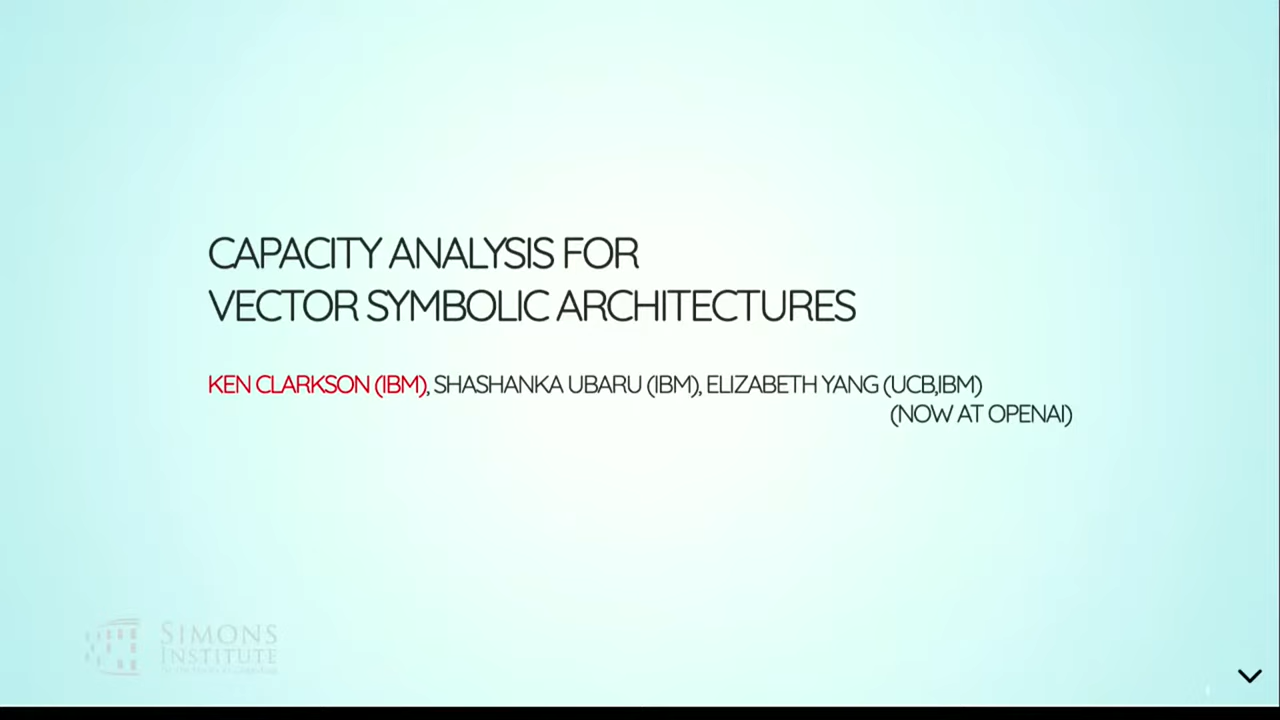 CAPACITY ANALYSIS FOR
VECTOR SYMBOLIC ARCHITECTURES
KEN CLARKSON (IBM), SHASHANKA UBARU (IBM), ELIZABETH YANG (UCB,IBM)
(NOW AT OPENAI)
SIMONS
INSTITUTE